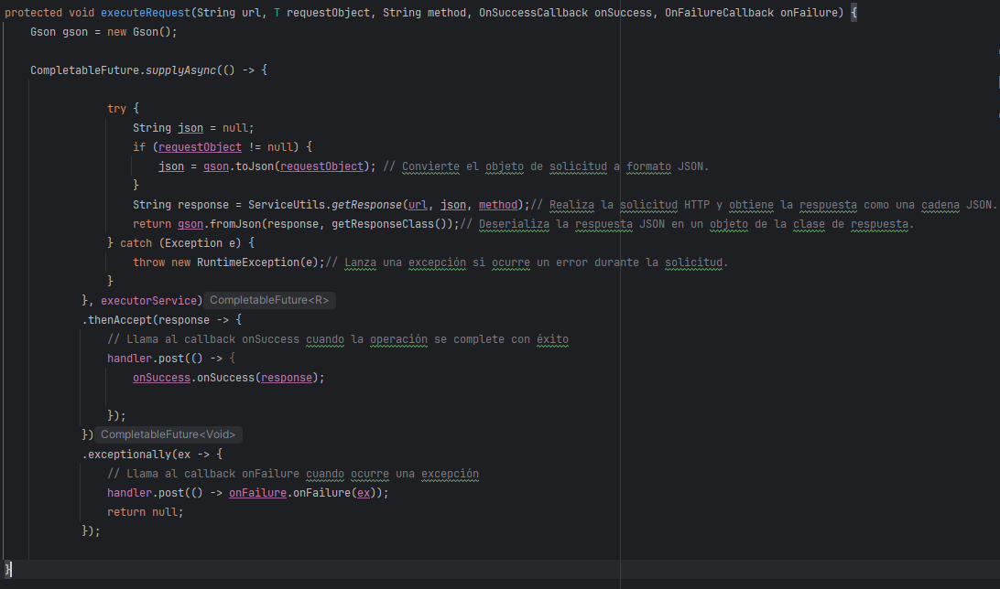 protected void executeRequest(String url, T requestObject, String method, OnSuccessCallback onSuccess, OnFailureCallback onFailure) {
Gson gson = new Gson();
CompletableFuture.supplyAsync(() -> {
try {
String json = null;
if (requestObject != null) {
json = gson.toJson(requestObject); // Convierte el objeto de solicitud a formato JSON.
}
String response = ServiceUtils.getResponse(url, json, method);// Realiza la solicitud HTTP y obtiene la respuesta como una cadena JSON.
return gson.fromJson(response, getResponseClass());// Deserializa la respuesta JSON en un objeto de la clase de respuesta.
} catch (Exception e) {
throw new RuntimeException(e);// Lanza una excepción si ocurre un error durante la solicitud.
}
}, executorService) CompletableFuture<R>
.thenAccept(response -> {
// Llama al callback onSuccess cuando la operación se complete con éxito
handler.post(() -> {
onSuccess.onSuccess(response);
});
}) CompletableFuture<Void>
.exceptionally(ex -> {
// Llama al callback onFailure cuando ocurre una excepción
handler.post(() -> onFailure.onFailure(ex));
return null;
});
}